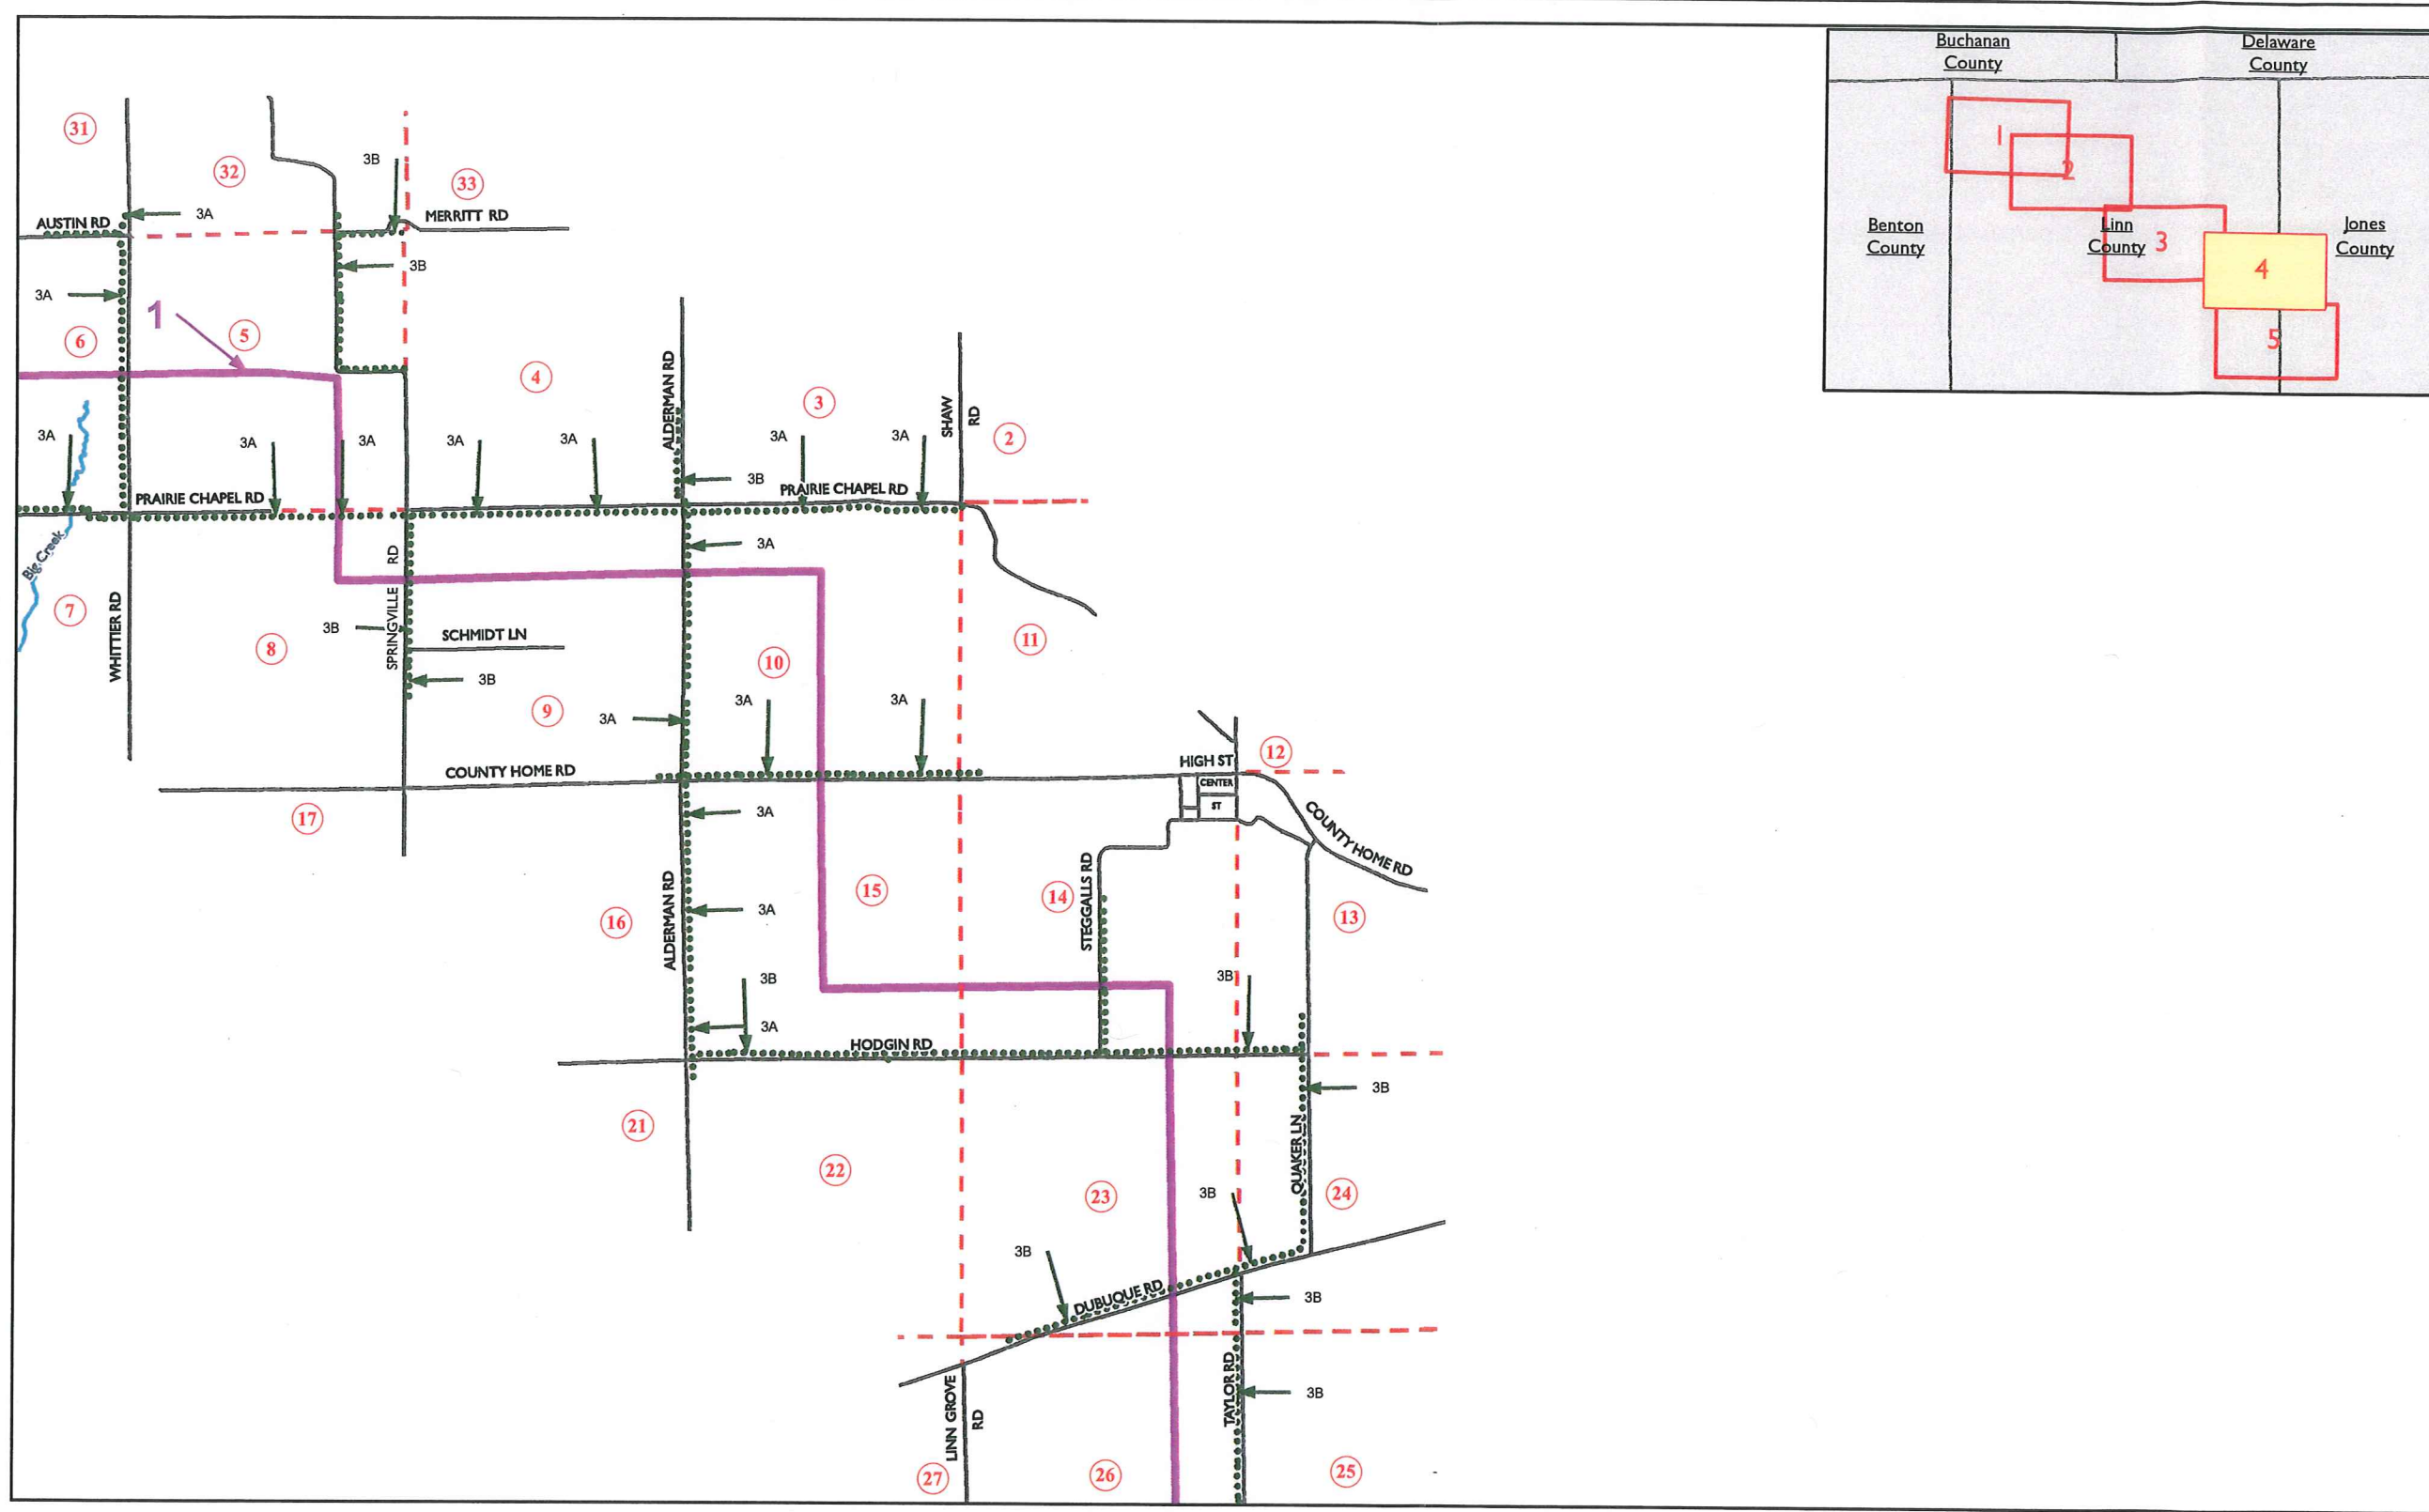 Buchanan
County
Delaware
County
1
2
Benton
County
Linn
County
3
Jones
County
4
5
31
32
3B
33
AUSTIN RD
3A
MERRITT RD
3B
3A
1
5
6
4
ALDERMAN RD
3
SHAW
RD
2
3A
3A
3A
3A
3A
3A
3A
3B
PRAIRIE CHAPEL RD
PRAIRIE CHAPEL RD
Big Creek
3A
7
WHITTIER RD
8
3B
SPRINGVILLE RD
SCHMIDT LN
3B
10
11
9
3A
3A
3A
COUNTY HOME RD
HIGH ST
12
CENTER
ST
17
3A
COUNTY HOME RD
16
ALDERMAN RD
3A
15
14
STEGGALLS RD
13
3B
3B
3A
HODGIN RD
3B
21
22
23
QUAKER LN
24
3B
3B
DUBUQUE RD
3B
LINN GROVE
RD
TAYLOR RD
3B
27
26
25